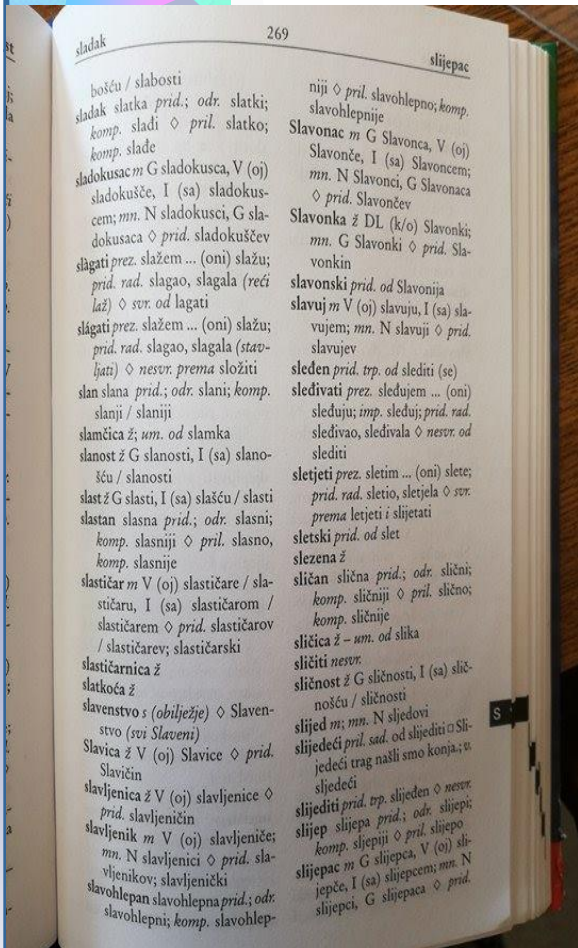 sladak
269
slijepac
bošću / slabosti
sladak slatka prid.; odr. slatki;
komp. slađi ◊ pril. slatko;
komp. slađe
sladokusac m G sladokusca, V (oj)
sladokušče, I (sa) sladokus-
cem; mn. N sladokusci, G sla-
dokusaca ◊ prid. sladokuščev
slàgati prez. slažem ... (oni) slažu;
prid. rad. slagao, slagala (reći
laž) ◊ svr. od lagati
slágati prez. slažem ... (oni) slažu;
prid. rad. slagao, slagala (stav-
ljati) ◊ nesvr. prema složiti
slan slana prid.; odr. slani; komp.
slanji / slaniji
slamčica ž; um. od slamka
slanost ž G slanosti, I (sa) slano-
šću / slanosti
slast ž G slasti, I (sa) slašću / slasti
slastan slasna prid.; odr. slasni;
komp. slasniji ◊ pril. slasno,
komp. slasnije
slastičar m V (oj) slastičare / sla-
stičaru, I (sa) slastičarom /
slastičarem ◊ prid. slastičarov
/ slastičarev; slastičarski
slastičarnica ž
slatkoća ž
slavenstvo s (obilježje) ◊ Slaven-
stvo (svi Slaveni)
Slavica ž V (oj) Slavice ◊ prid.
Slavičin
slavljenica ž V (oj) slavljenice ◊
prid. slavljeničin
slavljenik m V (oj) slavljeniče;
mn. N slavljenici ◊ prid. sla-
vljenikov; slavljenički
slavohlepan slavohlepna prid.; odr.
slavohlepni; komp. slavohlep-
niji ◊ pril. slavohlepno; komp.
slavohlepnije
Slavonac m G Slavonca, V (oj)
Slavonče, I (sa) Slavoncem;
mn. N Slavonci, G Slavonaca
◊ prid. Slavončev
Slavonka ž DL (k/o) Slavonki;
mn. G Slavonki ◊ prid. Sla-
vonkin
slavonski prid. od Slavonija
slavuj m V (oj) slavuju, I (sa) sla-
vujem; mn. N slavuji ◊ prid.
slavujev
sleđen prid. trp. od slediti (se)
sleđivati prez. sleđujem ... (oni)
sleđuju; imp. sleđuj; prid. rad.
sleđivao, sleđivala ◊ nesvr. od
slediti
sletjeti prez. sletim ... (oni) slete;
prid. rad. sletio, sletjela ◊ svr.
prema letjeti i slijetati
sletski prid. od slet
slezena ž
sličan slična prid.; odr. slični;
komp. sličniji ◊ pril. slično;
komp. sličnije
sličica ž – um. od slika
sličiti nesvr.
sličnost ž G sličnosti, I (sa) slič-
nošću / sličnosti
slijed m; mn. N sljedovi
slijedeći pril. sad. od slijediti □ Sli-
jedeći trag našli smo konja.; v.
sljedeći
slijediti prid. trp. slijeđen ◊ nesvr.
slijep slijepa prid.; odr. slijepi;
komp. sljepiji ◊ pril. slijepo
slijepac m G slijepca, V (oj) sli-
jepče, I (sa) slijepcem; mn. N
slijepci, G slijepaca ◊ prid.
S